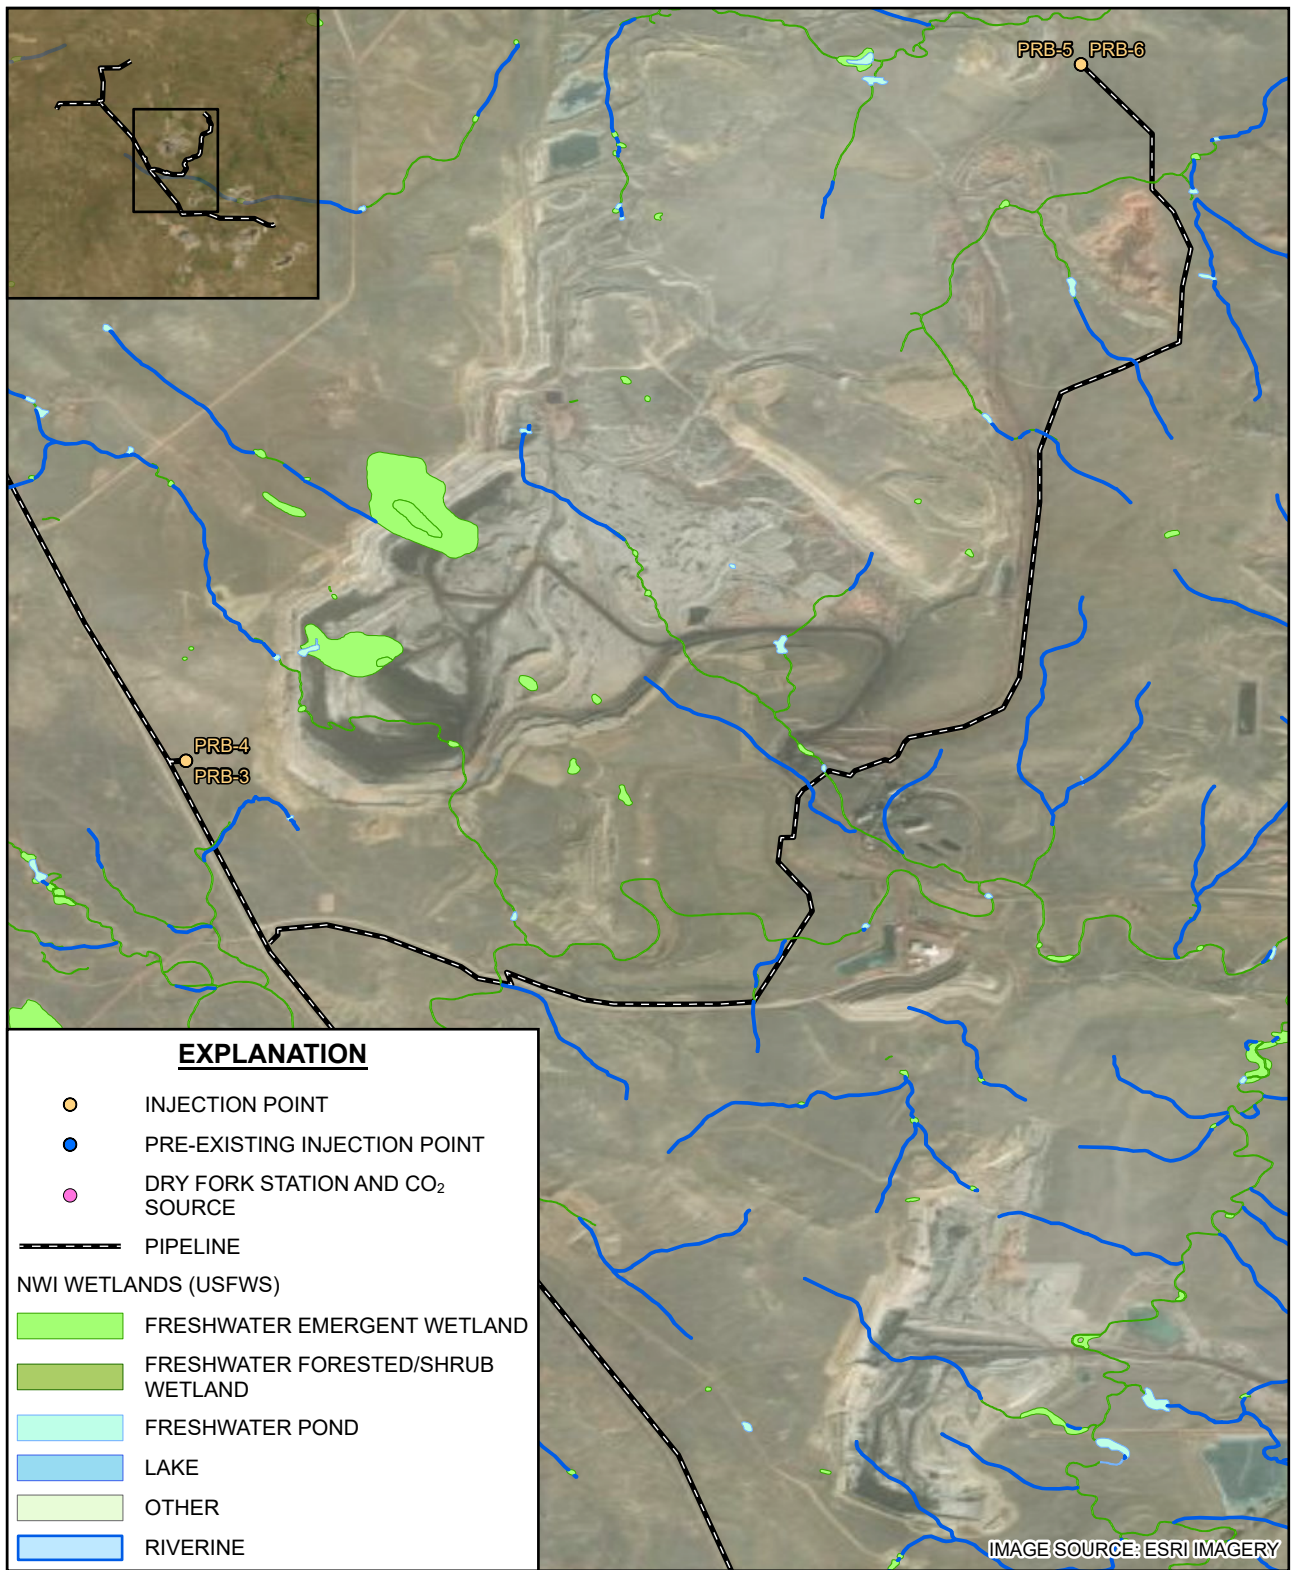 PRB-5 PRB-6
PRB-4
PRB-3
EXPLANATION
INJECTION POINT
PRE-EXISTING INJECTION POINT
DRY FORK STATION AND CO₂
SOURCE
PIPELINE
NWI WETLANDS (USFWS)
FRESHWATER EMERGENT WETLAND
FRESHWATER FORESTED/SHRUB
WETLAND
FRESHWATER POND
LAKE
OTHER
RIVERINE
IMAGE SOURCE: ESRI IMAGERY